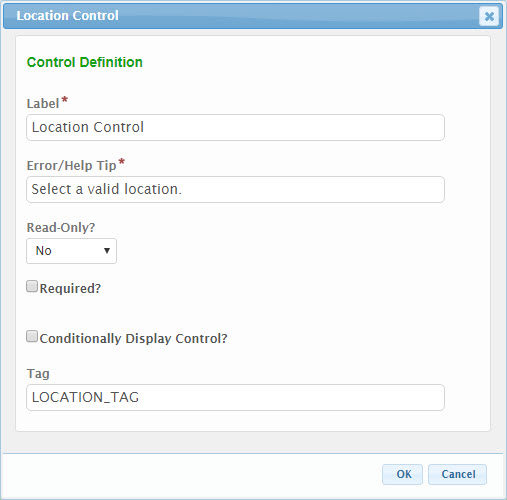 Location Control
Control Definition
Label*
Location Control
Error/Help Tip*
Select a valid location.
Read-Only?
No
Required?
Conditionally Display Control?
Tag
LOCATION_TAG
OK Cancel